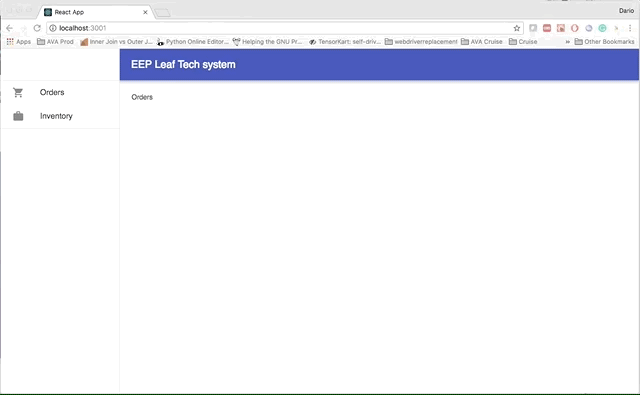 React App
Dario
localhost:3001
Apps AVA Prod Inner Join vs Outer J... Python Online Editor... Helping the GNU Pr... TensorKart: self-driv... webdriverreplacement AVA Cruise Cruise » Other Bookmarks
EEP Leaf Tech system
Orders
Orders
Inventory